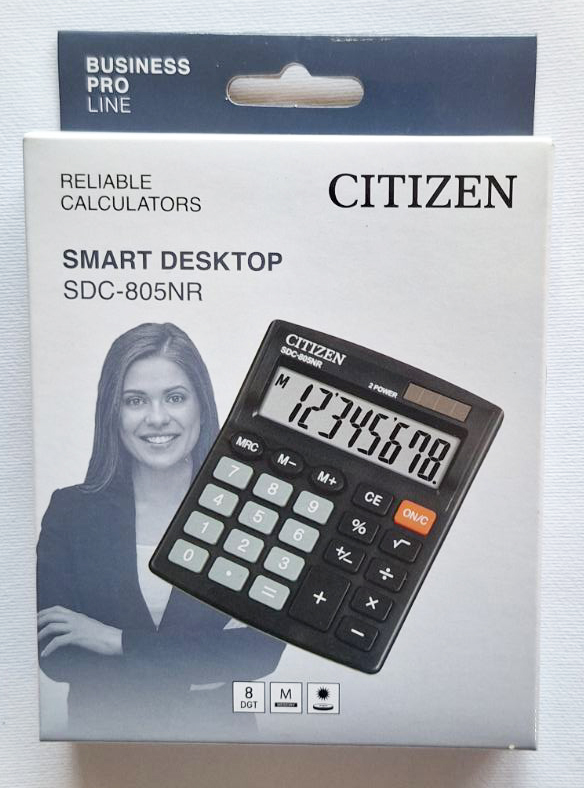 BUSINESS
PRO
LINE
RELIABLE
CALCULATORS
CITIZEN
SMART DESKTOP
SDC-805NR
CITIZEN
SDC-805NR
2 POWER
M
12345678.
MRC
M−
M+
CE
ON/C
7
8
9
%
√
4
5
6
+/−
÷
1
2
3
+
×
0
·
=
−
8
DGT
M